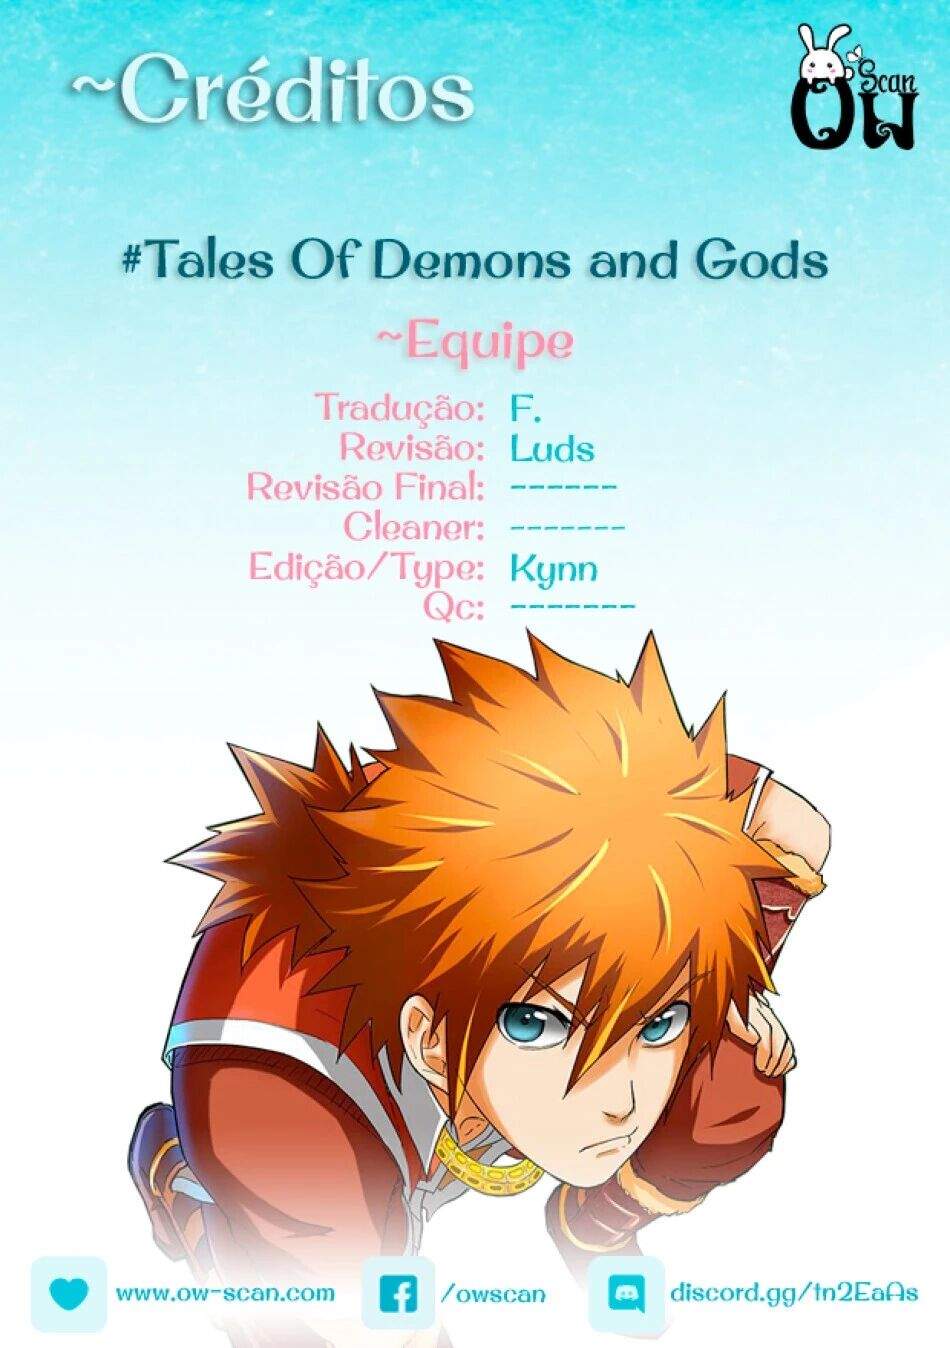 ~Créditos
Scan
OW
#Tales Of Demons and Gods
~Equipe
Tradução: F.
Revisão: Luds
Revisão Final: ------
Cleaner: -------
Edição/Type: Kynn
Qc: -------
www.ow-scan.com
/owscan
discord.gg/tn2EaAs